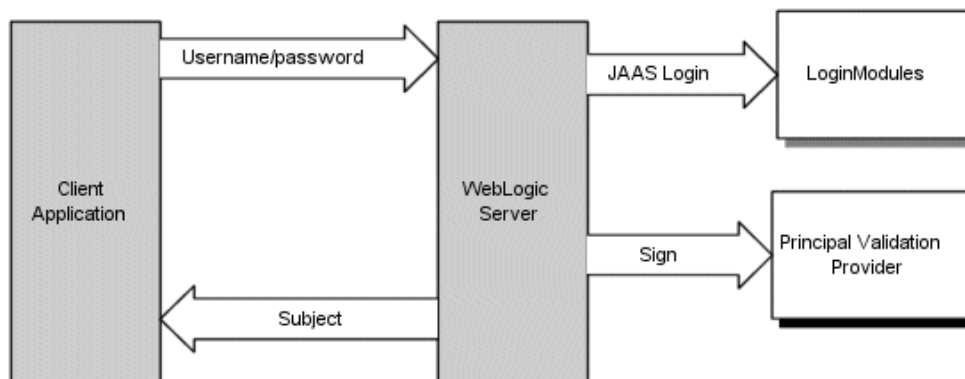 Username/password
JAAS Login
LoginModules
Client
Application
WebLogic
Server
Sign
Principal Validation
Provider
Subject